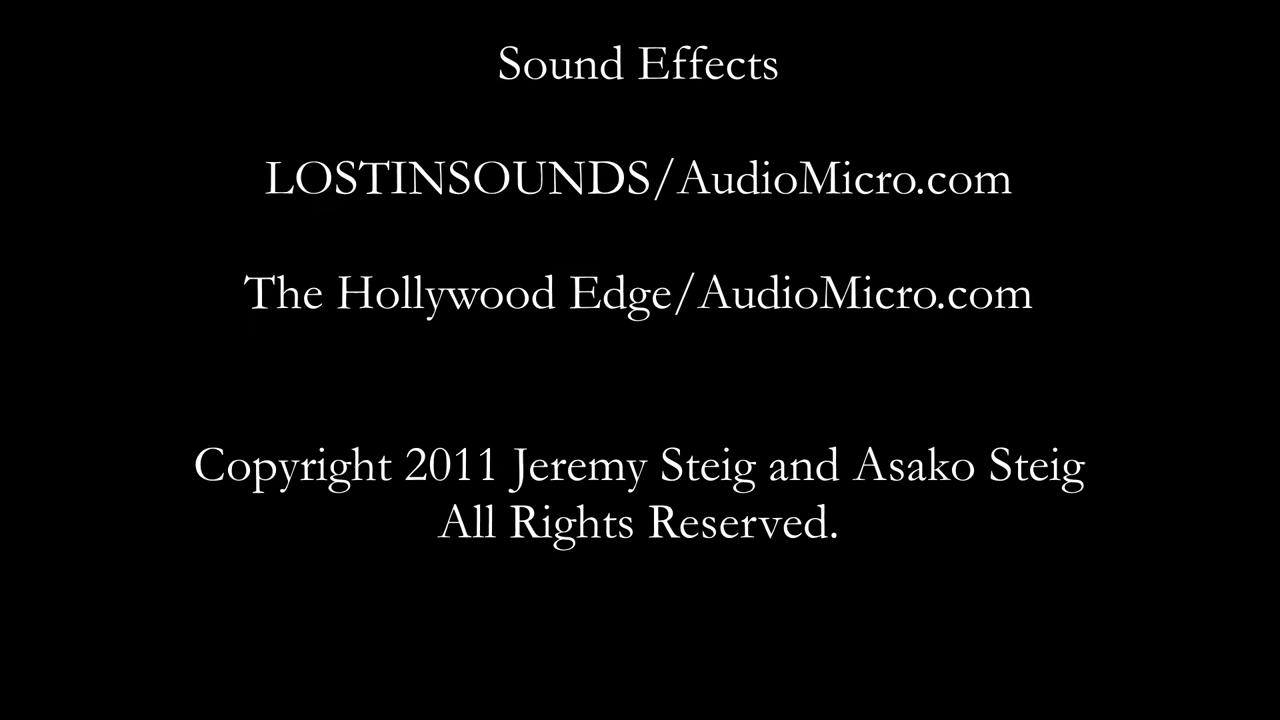 Sound Effects
LOSTINSOUNDS/AudioMicro.com
The Hollywood Edge/AudioMicro.com
Copyright 2011 Jeremy Steig and Asako Steig
All Rights Reserved.